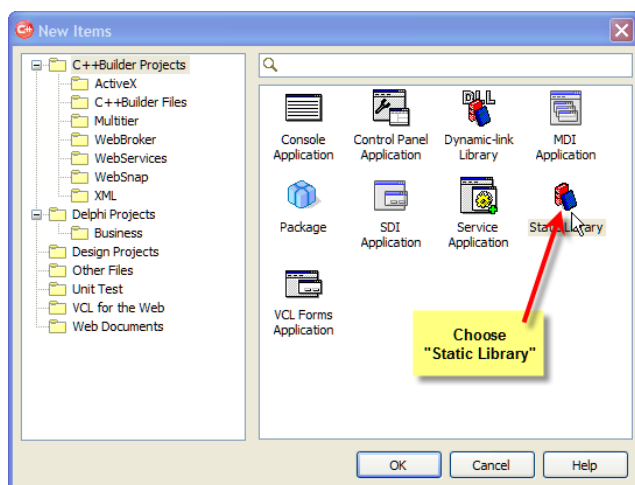 New Items
C++Builder Projects
ActiveX
C++Builder Files
Multitier
WebBroker
WebServices
WebSnap
XML
Delphi Projects
Business
Design Projects
Other Files
Unit Test
VCL for the Web
Web Documents
Console
Application
Control Panel
Application
DLL
Dynamic-link
Library
MDI
Application
Package
SDI
Application
Service
Application
Static Library
VCL Forms
Application
Choose
"Static Library"
OK
Cancel
Help